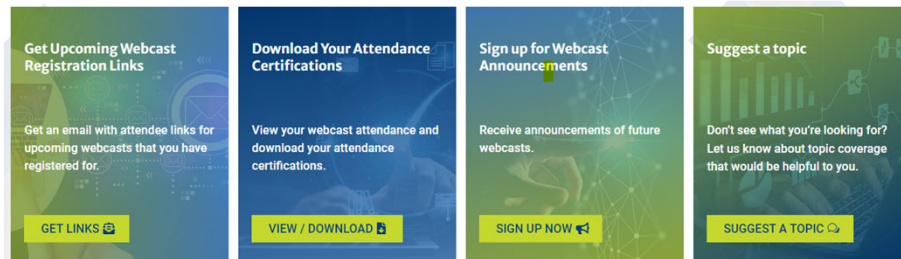 Get Upcoming Webcast
Registration Links
Get an email with attendee links for
upcoming webcasts that you have
registered for.
GET LINKS
Download Your Attendance
Certifications
View your webcast attendance and
download your attendance
certifications.
VIEW / DOWNLOAD
Sign up for Webcast
Announcements
Receive announcements of future
webcasts.
SIGN UP NOW
Suggest a topic
Don't see what you're looking for?
Let us know about topic coverage
that would be helpful to you.
SUGGEST A TOPIC